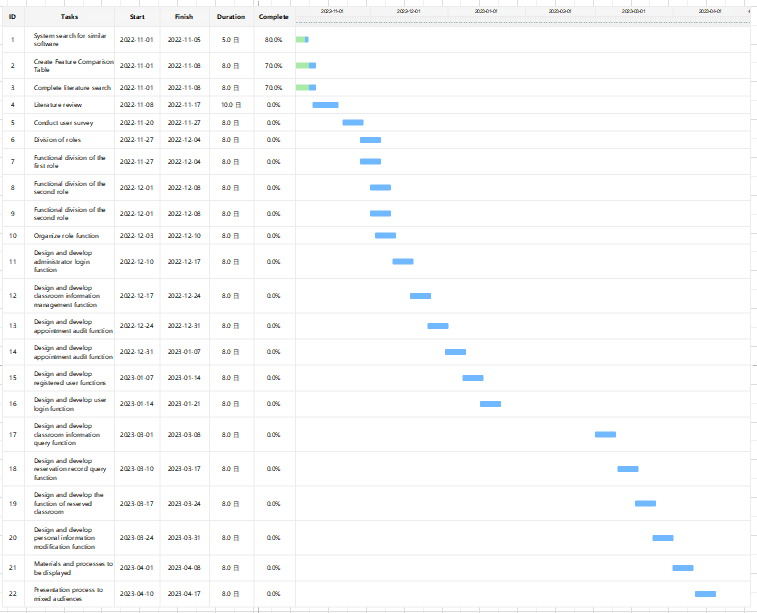 ID Tasks Start Finish Duration Complete 2022-11-01 2022-12-01 2023-01-01 2023-02-01 2023-03-01 2023-04-01
1 System search for similar software 2022-11-01 2022-11-05 5.0 日 80.0%
2 Create Feature Comparison Table 2022-11-01 2022-11-08 8.0 日 70.0%
3 Complete literature search 2022-11-01 2022-11-08 8.0 日 70.0%
4 Literature review 2022-11-08 2022-11-17 10.0 日 0.0%
5 Conduct user survey 2022-11-20 2022-11-27 8.0 日 0.0%
6 Division of roles 2022-11-27 2022-12-04 8.0 日 0.0%
7 Functional division of the first role 2022-11-27 2022-12-04 8.0 日 0.0%
8 Functional division of the second role 2022-12-01 2022-12-08 8.0 日 0.0%
9 Functional division of the second role 2022-12-01 2022-12-08 8.0 日 0.0%
10 Organize role function 2022-12-03 2022-12-10 8.0 日 0.0%
11 Design and develop administrator login function 2022-12-10 2022-12-17 8.0 日 0.0%
12 Design and develop classroom information management function 2022-12-17 2022-12-24 8.0 日 0.0%
13 Design and develop appointment audit function 2022-12-24 2022-12-31 8.0 日 0.0%
14 Design and develop appointment audit function 2022-12-31 2023-01-07 8.0 日 0.0%
15 Design and develop registered user functions 2023-01-07 2023-01-14 8.0 日 0.0%
16 Design and develop user login function 2023-01-14 2023-01-21 8.0 日 0.0%
17 Design and develop classroom information query function 2023-03-01 2023-03-08 8.0 日 0.0%
18 Design and develop reservation record query function 2023-03-10 2023-03-17 8.0 日 0.0%
19 Design and develop the function of reserved classroom 2023-03-17 2023-03-24 8.0 日 0.0%
20 Design and develop personal information modification function 2023-03-24 2023-03-31 8.0 日 0.0%
21 Materials and processes to be displayed 2023-04-01 2023-04-08 8.0 日 0.0%
22 Presentation process to mixed audiences 2023-04-10 2023-04-17 8.0 日 0.0%